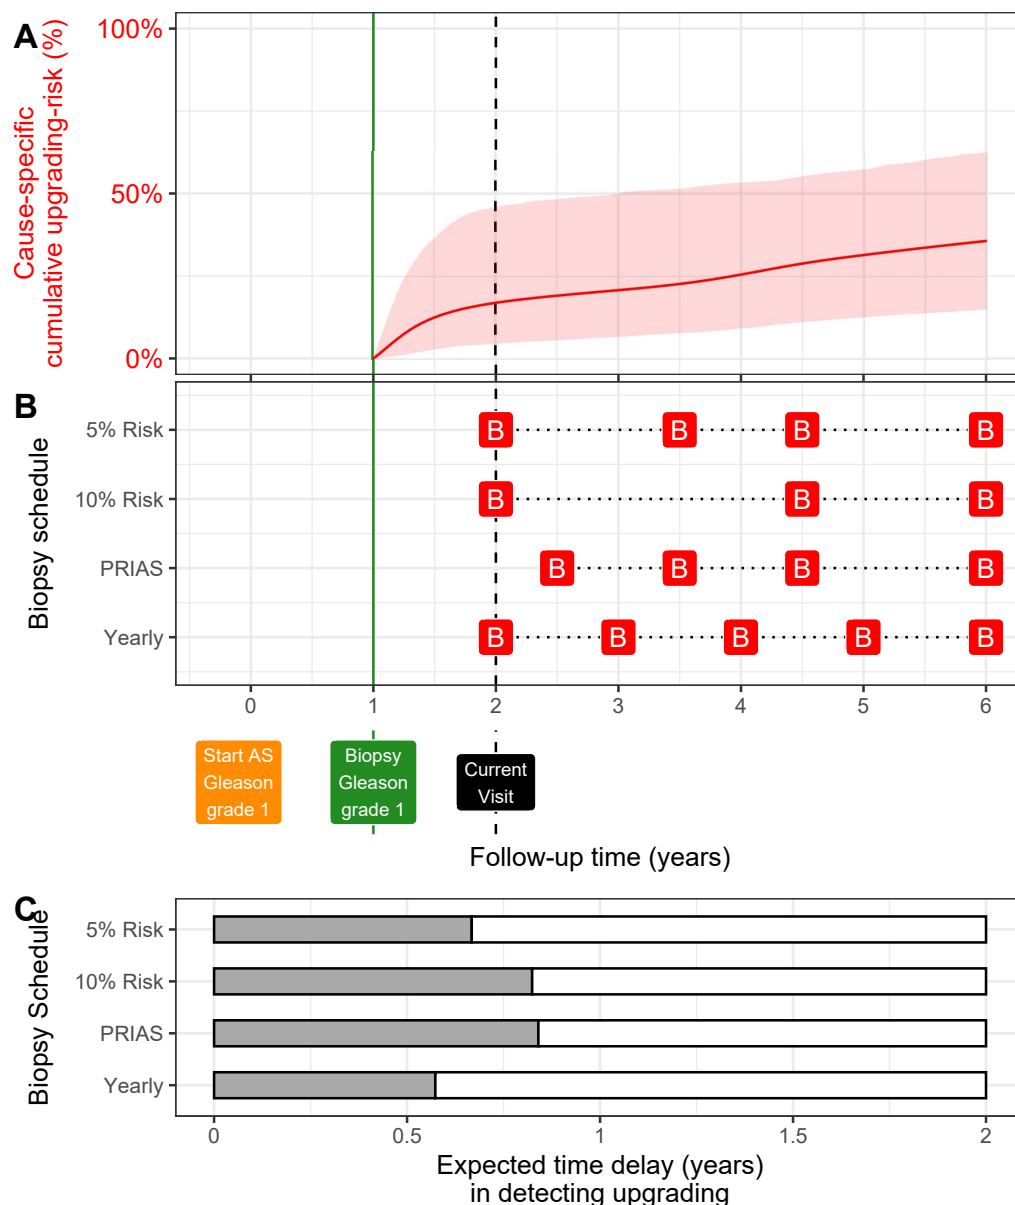 A
Cause-specific
cumulative upgrading-risk (%)
100%
50%
0%
B
Biopsy schedule
5% Risk
B B B B
10% Risk
B B B
PRIAS
B B B B
Yearly
B B B B B
0 1 2 3 4 5 6
Start AS
Gleason
grade 1
Biopsy
Gleason
grade 1
Current
Visit
Follow-up time (years)
C
Biopsy Schedule
5% Risk
10% Risk
PRIAS
Yearly
0 0.5 1 1.5 2
Expected time delay (years)
in detecting upgrading